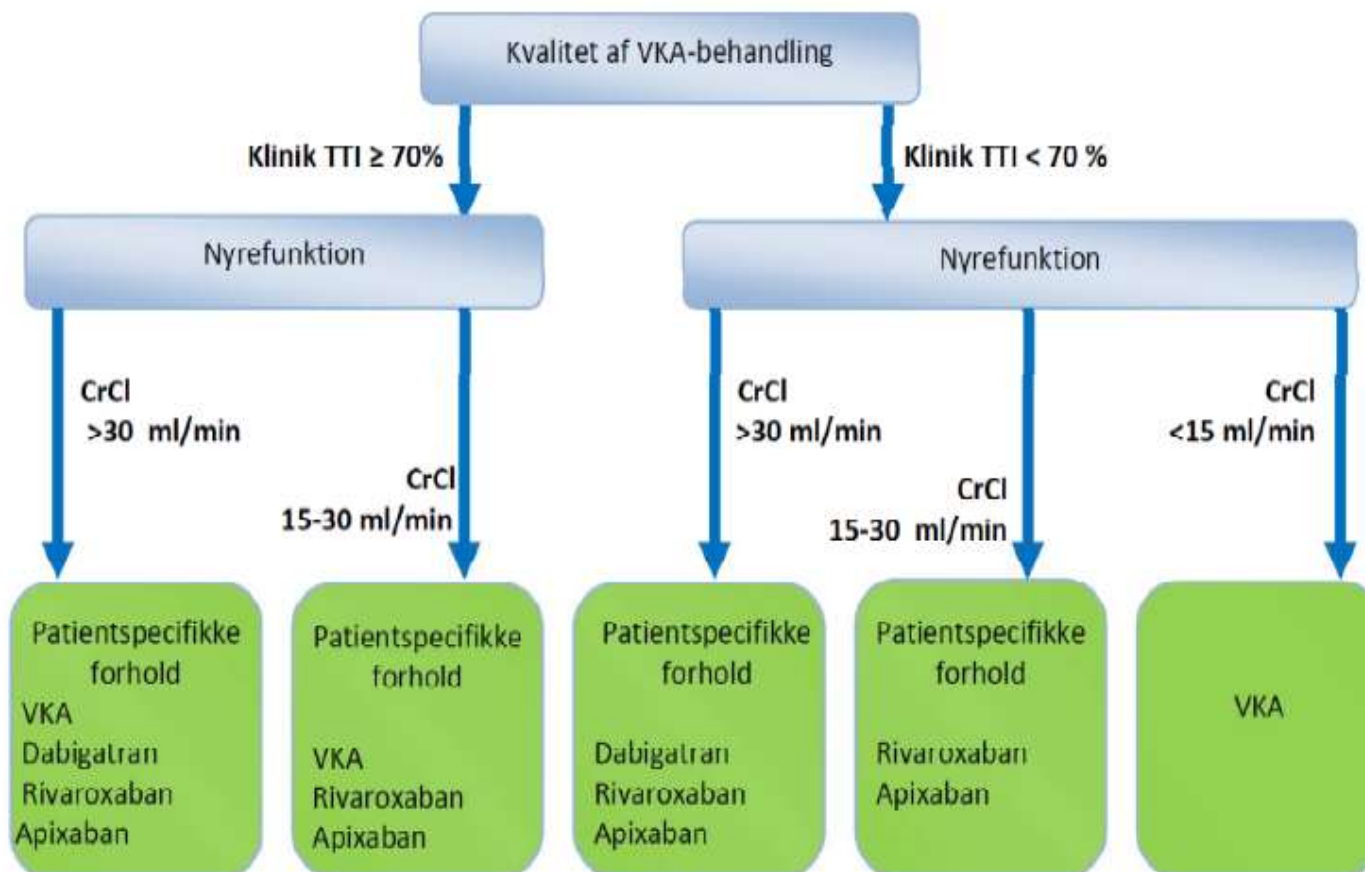 Kvalitet af VKA-behandling
Klinik TTI ≥ 70%
Klinik TTI < 70 %
Nyrefunktion
Nyrefunktion
CrCl
>30 ml/min
CrCl
15-30 ml/min
CrCl
>30 ml/min
CrCl
15-30 ml/min
CrCl
<15 ml/min
Patientspecifikke
forhold
VKA
Dabigatran
Rivaroxaban
Apixaban
Patientspecifikke
forhold
VKA
Rivaroxaban
Apixaban
Patientspecifikke
forhold
Dabigatran
Rivaroxaban
Apixaban
Patientspecifikke
forhold
Rivaroxaban
Apixaban
VKA